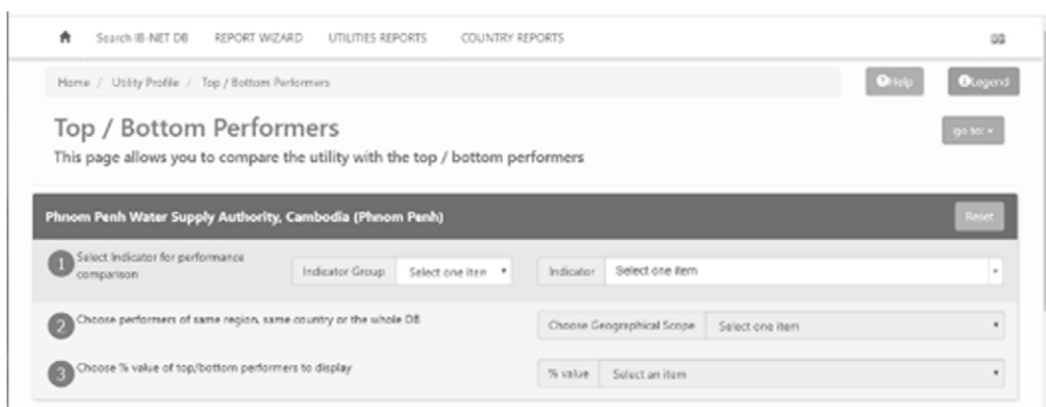 Search IB-NET DB REPORT WIZARD UTILITIES REPORTS COUNTRY REPORTS
Home / Utility Profile / Top / Bottom Performers
Help Legend
Top / Bottom Performers
go to:
This page allows you to compare the utility with the top / bottom performers
Phnom Penh Water Supply Authority, Cambodia (Phnom Penh)
Reset
1 Select Indicator for performance
comparison
Indicator Group Select one iten
Indicator Select one item
2 Choose performers of same region, same country or the whole DB
Choose Geographical Scope Select one item
3 Choose % value of top/bottom performers to display
% value Select an item